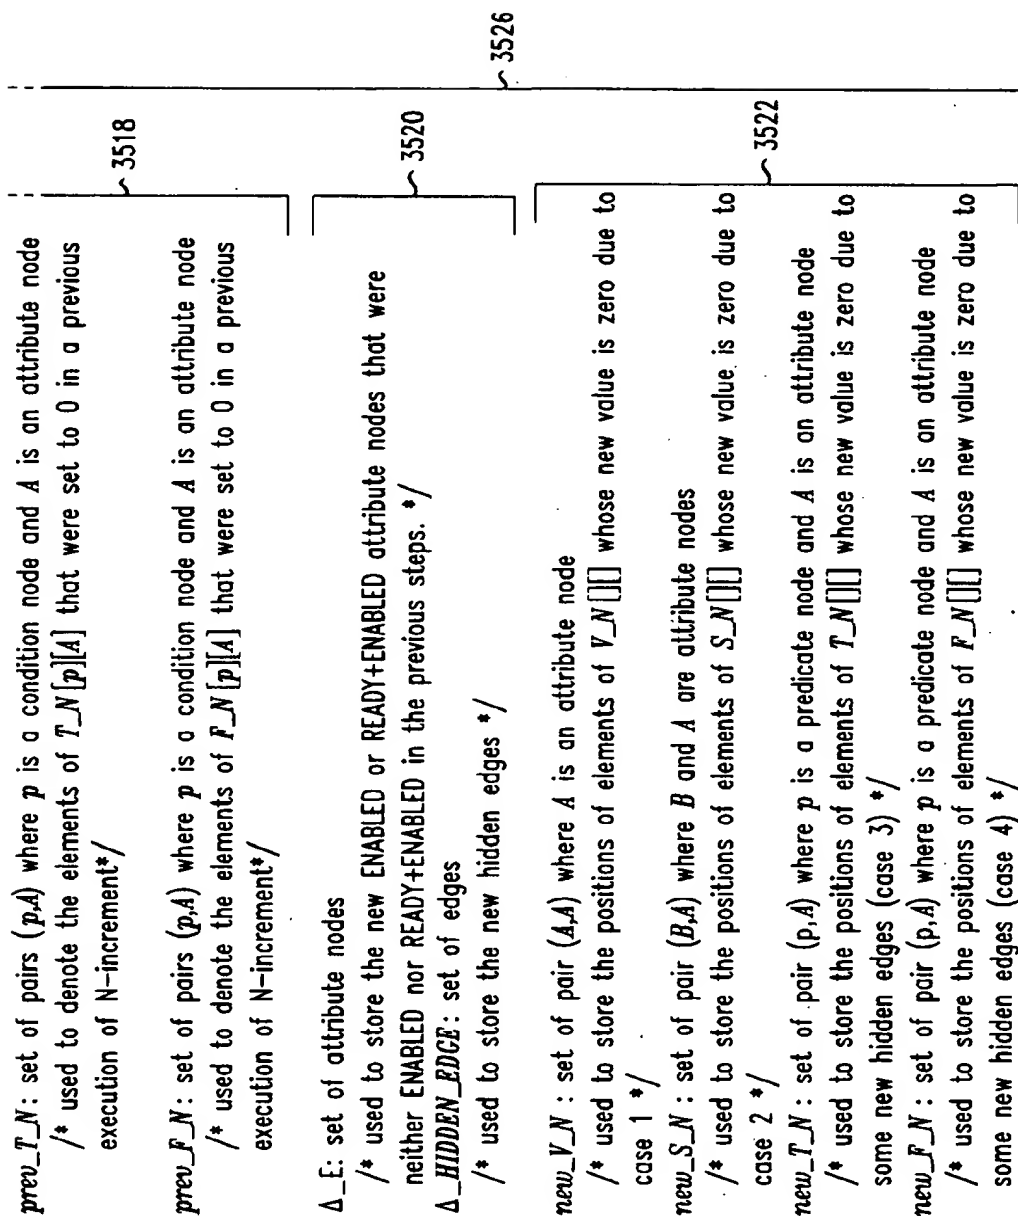 prev_T_N : set of pairs (p,A) where p is a condition node and A is an attribute node
/* used to denote the elements of T_N[p][A] that were set to 0 in a previous
execution of N-increment*/
3518
prev_F_N : set of pairs (p,A) where p is a condition node and A is an attribute node
/* used to denote the elements of F_N[p][A] that were set to 0 in a previous
execution of N-increment*/
Δ_E: set of attribute nodes
/* used to store the new ENABLED or READY+ENABLED attribute nodes that were
neither ENABLED nor READY+ENABLED in the previous steps. */
3520
Δ_HIDDEN_EDGE : set of edges
/* used to store the new hidden edges */
3526
new_V_N : set of pair (A,A) where A is an attribute node
/* used to store the positions of elements of V_N[][] whose new value is zero due to
case 1 */
new_S_N : set of pair (B,A) where B and A are attribute nodes
/* used to store the positions of elements of S_N[][] whose new value is zero due to
case 2 */
3522
new_T_N : set of pair (p,A) where p is a predicate node and A is an attribute node
/* used to store the positions of elements of T_N[][] whose new value is zero due to
some new hidden edges (case 3) */
new_F_N : set of pair (p,A) where p is a predicate node and A is an attribute node
/* used to store the positions of elements of F_N[][] whose new value is zero due to
some new hidden edges (case 4) */